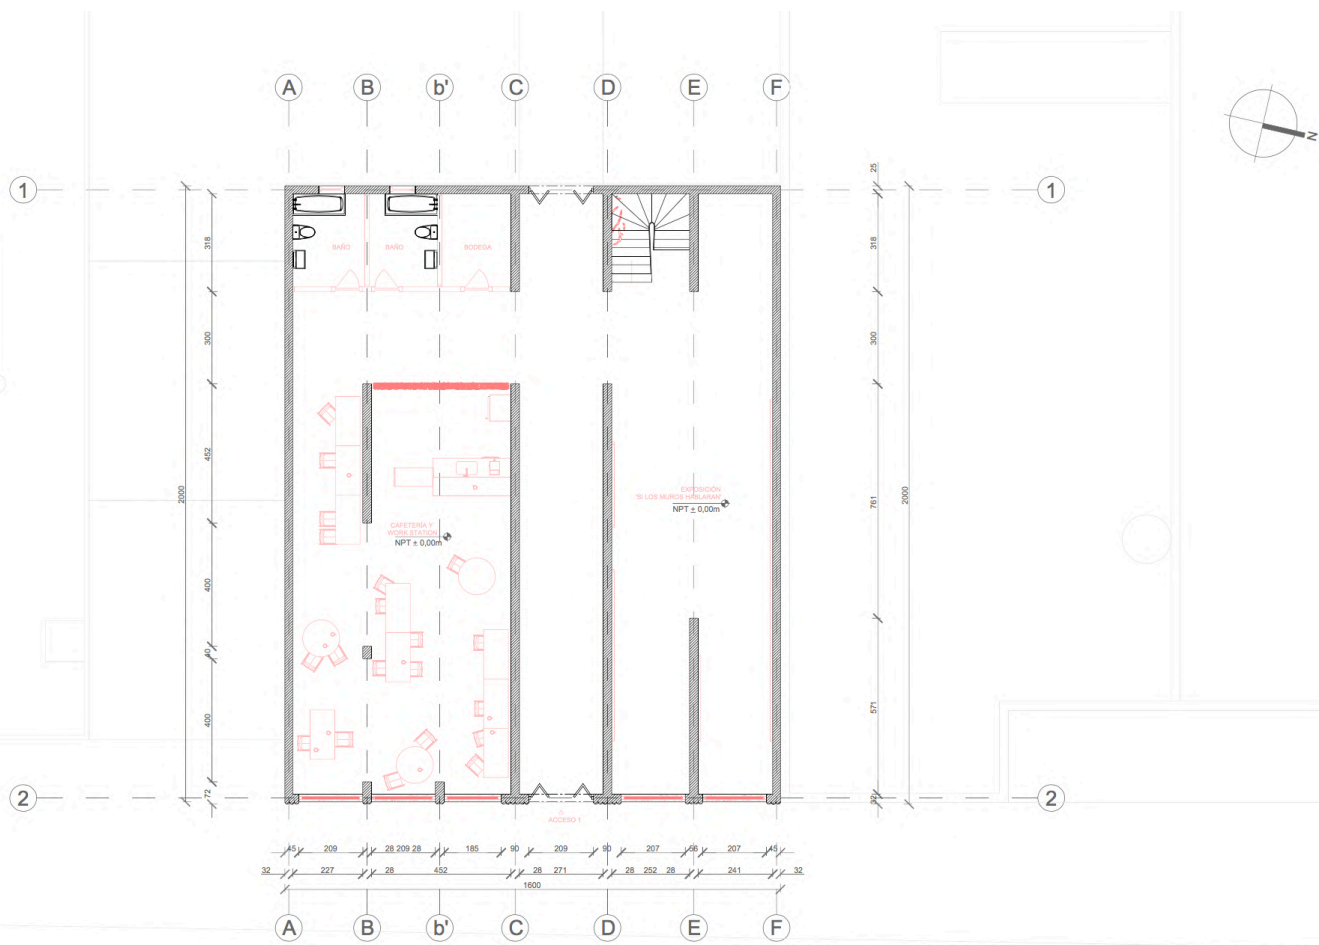 A B b' C D E F
N
1 1
25
318 318
BAÑO BAÑO BODEGA
300 300
452
2000 2000
761
EXPOSICIÓN
'SI LOS MUROS HABLARAN'
NPT ± 0,00m
CAFETERÍA Y
WORK STATION
NPT ± 0,00m
400
40
571
400
72 32
2 2
ACCESO 1
45 209 28 209 28 185 90 209 90 207 56 207 45
32 227 28 452 28 271 28 252 28 241 32
1600
A B b' C D E F